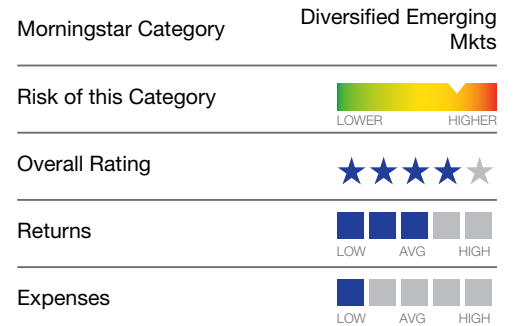 Morningstar Category
Diversified Emerging
Mkts
Risk of this Category
LOWER HIGHER
Overall Rating
Returns
LOW AVG HIGH
Expenses
LOW AVG HIGH